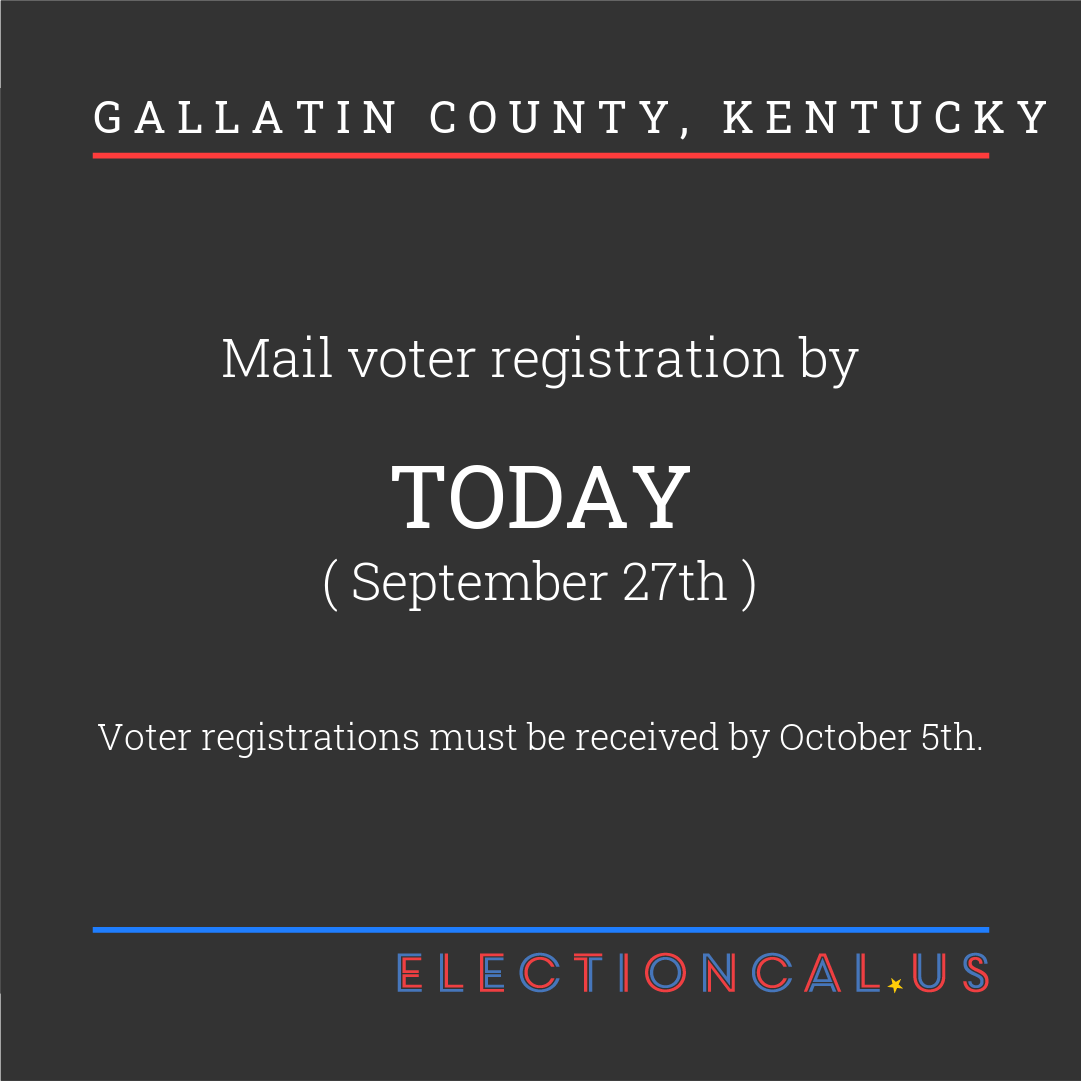 GALLATIN COUNTY, KENTUCKY
Mail voter registration by
TODAY
( September 27th )
Voter registrations must be received by October 5th.
ELECTIONCAL.US